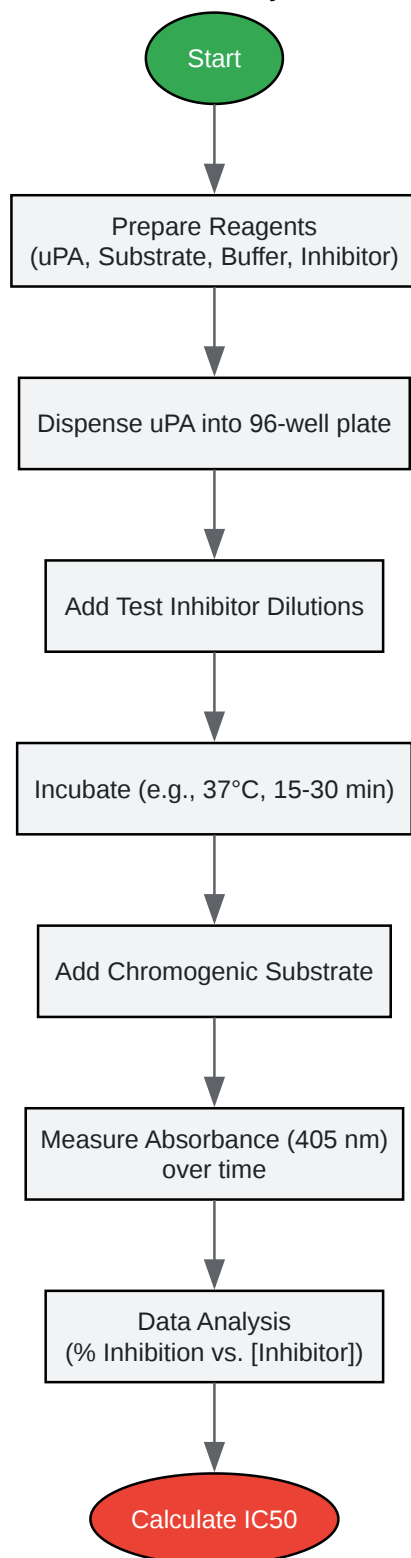 Start
Prepare Reagents
(uPA, Substrate, Buffer, Inhibitor)
Dispense uPA into 96-well plate
Add Test Inhibitor Dilutions
Incubate (e.g., 37°C, 15-30 min)
Add Chromogenic Substrate
Measure Absorbance (405 nm)
over time
Data Analysis
(% Inhibition vs. [Inhibitor])
Calculate IC50